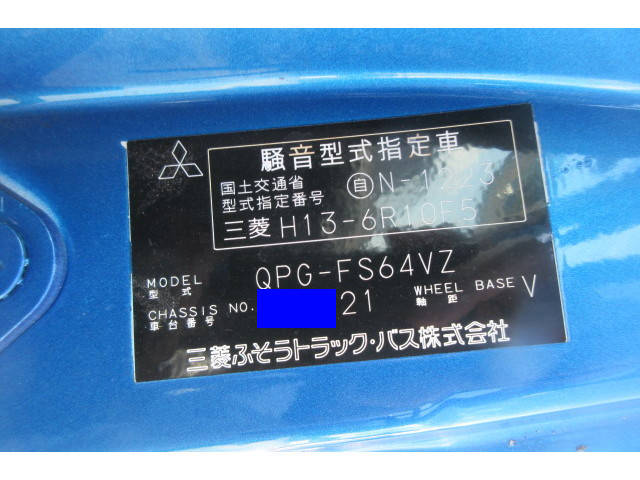 騒音型式指定車
国土交通省
型式指定番号 自N-1223
三菱 H13-6R10F5
MODEL
型式 QPG-FS64VZ
CHASSIS NO. 21 WHEEL BASE V
車台番号 軸距
三菱ふそうトラック・バス株式会社